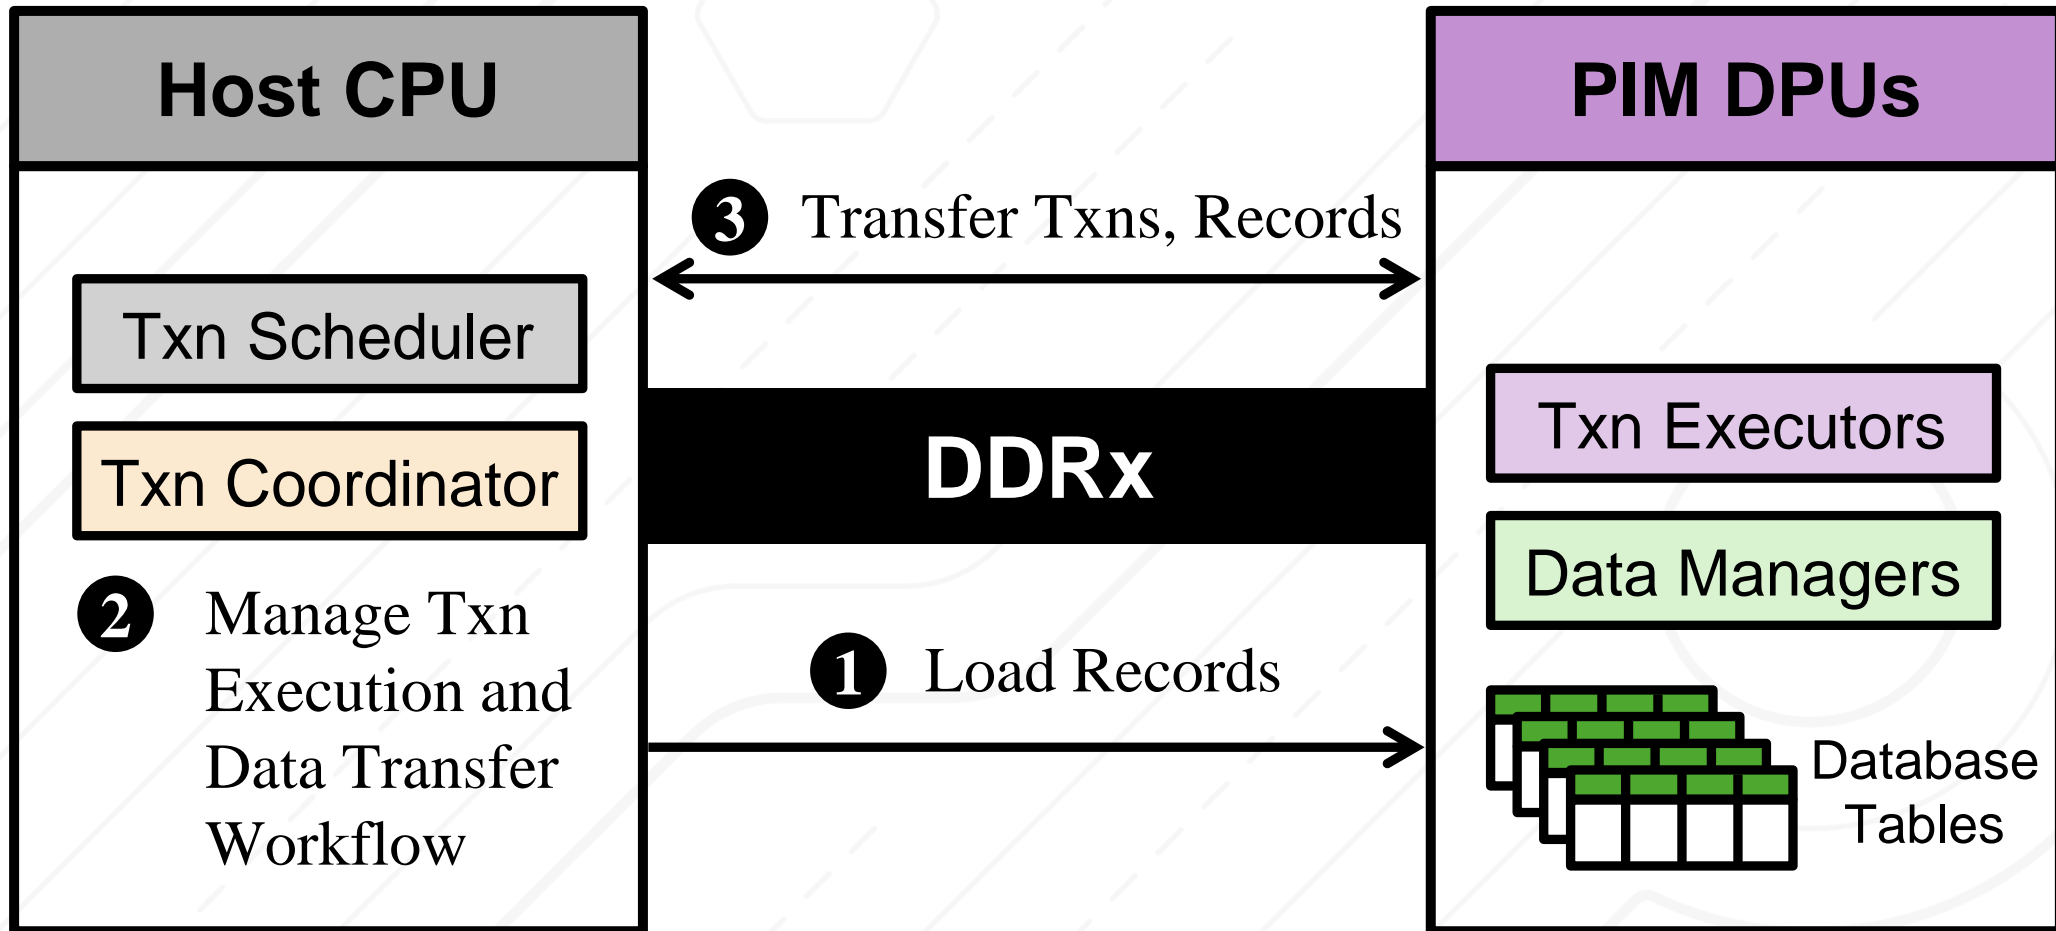 Host CPU
Txn Scheduler
Txn Coordinator
❷ Manage Txn
Execution and
Data Transfer
Workflow
❸ Transfer Txns, Records
DDRx
❶ Load Records
PIM DPUs
Txn Executors
Data Managers
Database
Tables